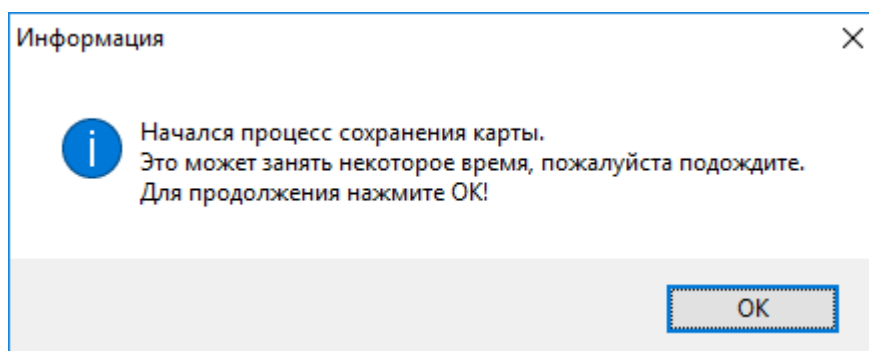 Информация
Начался процесс сохранения карты.
Это может занять некоторое время, пожалуйста подождите.
Для продолжения нажмите ОК!
OK